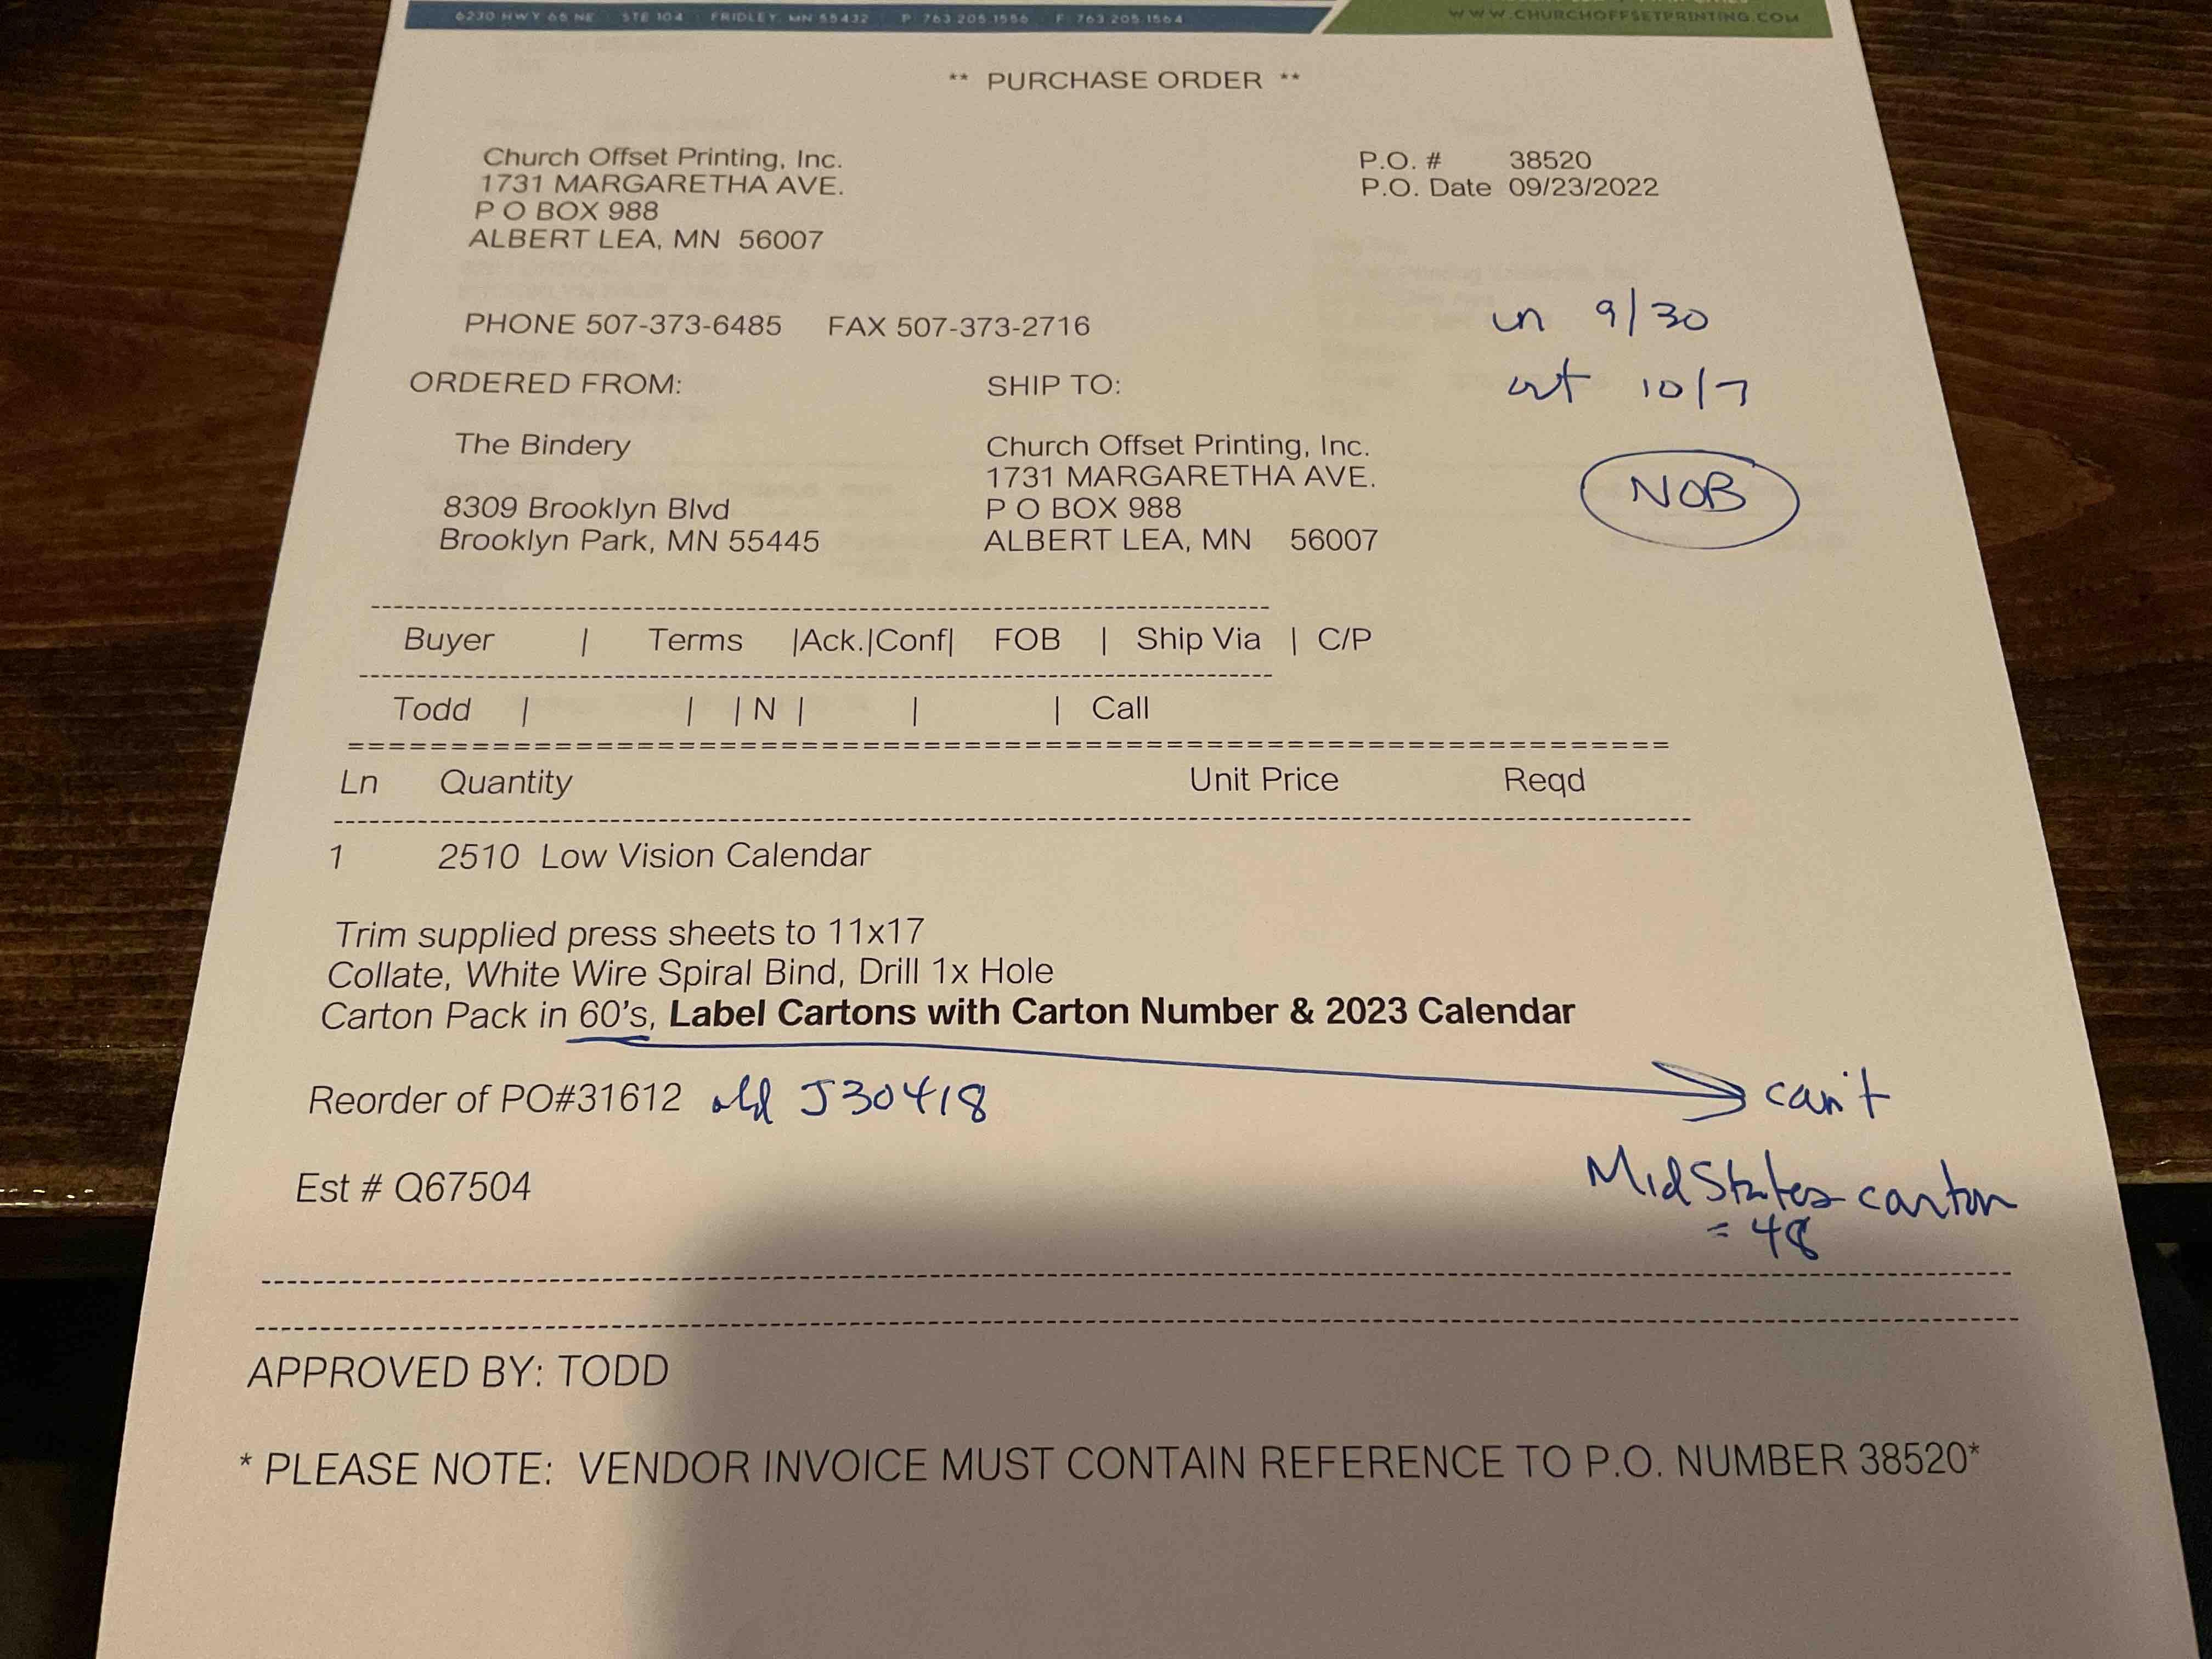 6230 HWY 65 NE STE 104 FRIDLEY, MN 55432 P 763.205.1556 F 763.205.1564
WWW.CHURCHOFFSETPRINTING.COM
** PURCHASE ORDER **
Church Offset Printing, Inc.
1731 MARGARETHA AVE.
P O BOX 988
ALBERT LEA, MN 56007
P.O. # 38520
P.O. Date 09/23/2022
PHONE 507-373-6485 FAX 507-373-2716
in 9/30
out 10/7
NOB
ORDERED FROM:
The Bindery
8309 Brooklyn Blvd
Brooklyn Park, MN 55445
SHIP TO:
Church Offset Printing, Inc.
1731 MARGARETHA AVE.
P O BOX 988
ALBERT LEA, MN 56007
Buyer | Terms |Ack.|Conf| FOB | Ship Via | C/P
Todd | | | N | | | Call
Ln Quantity Unit Price Reqd
1 2510 Low Vision Calendar
Trim supplied press sheets to 11x17
Collate, White Wire Spiral Bind, Drill 1x Hole
Carton Pack in 60's, Label Cartons with Carton Number & 2023 Calendar
can't
Reorder of PO#31612 old J30418
MidStates carton
= 48
Est # Q67504
APPROVED BY: TODD
* PLEASE NOTE: VENDOR INVOICE MUST CONTAIN REFERENCE TO P.O. NUMBER 38520*